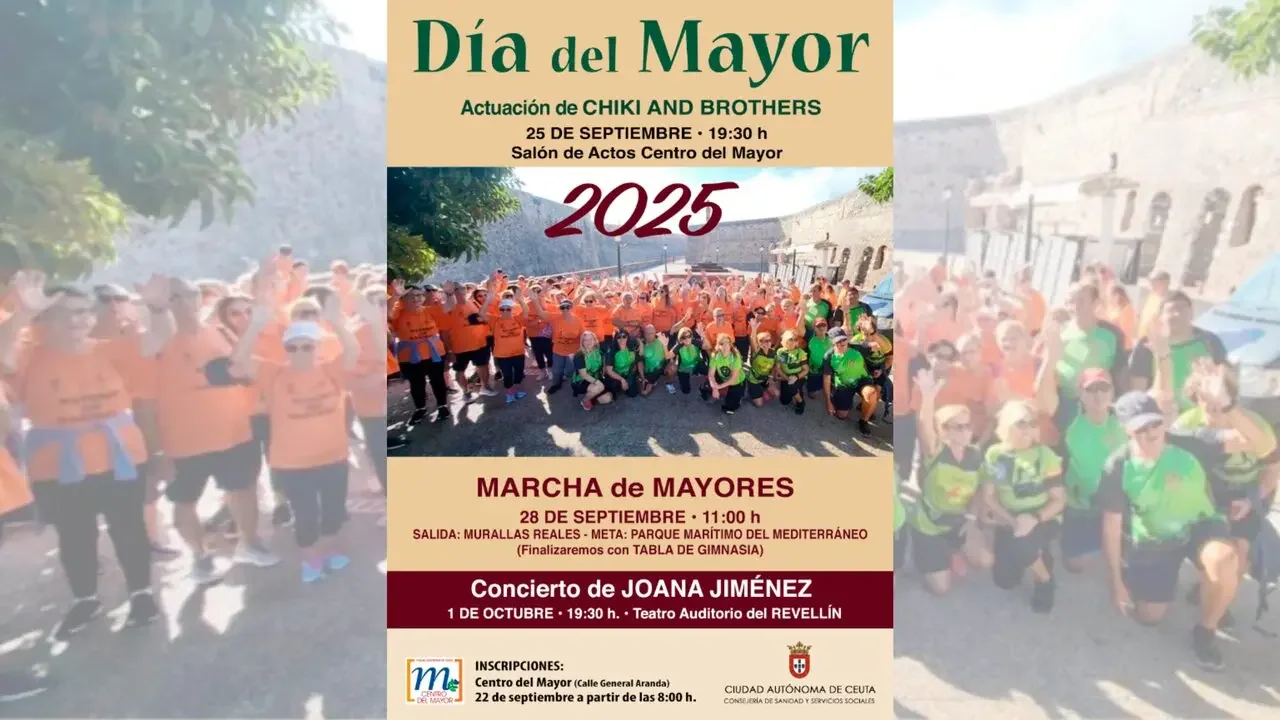 Día del Mayor
Actuación de CHIKI AND BROTHERS
25 DE SEPTIEMBRE • 19:30 h
Salón de Actos Centro del Mayor
2025
MARCHA de MAYORES
28 DE SEPTIEMBRE • 11:00 h
SALIDA: MURALLAS REALES - META: PARQUE MARÍTIMO DEL MEDITERRÁNEO
(Finalizaremos con TABLA DE GIMNASIA)
Concierto de JOANA JIMÉNEZ
1 DE OCTUBRE • 19:30 h. • Teatro Auditorio del REVELLÍN
m
CENTRO
DEL MAYOR
INSCRIPCIONES:
Centro del Mayor (Calle General Aranda)
22 de septiembre a partir de las 8:00 h.
CIUDAD AUTÓNOMA DE CEUTA
CONSEJERÍA DE SANIDAD Y SERVICIOS SOCIALES